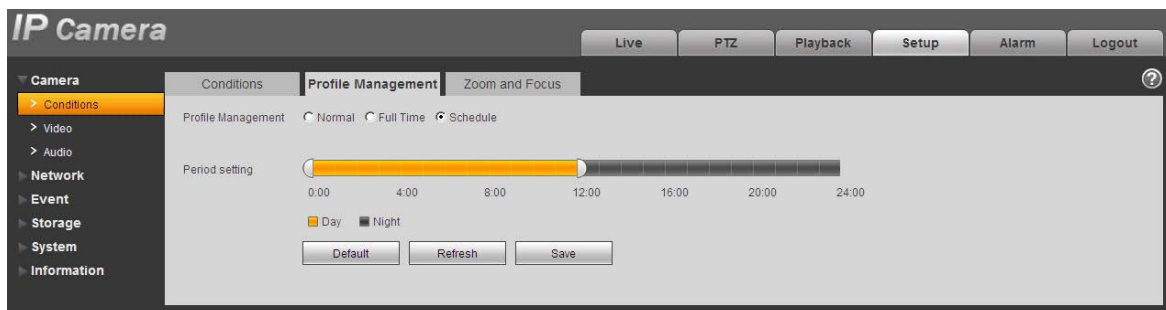 IP Camera
Live PTZ Playback Setup Alarm Logout
Camera
> Conditions
> Video
> Audio
Network
Event
Storage
System
Information
Conditions Profile Management Zoom and Focus
?
Profile Management Normal Full Time Schedule
Period setting
0:00 4:00 8:00 12:00 16:00 20:00 24:00
Day Night
Default Refresh Save